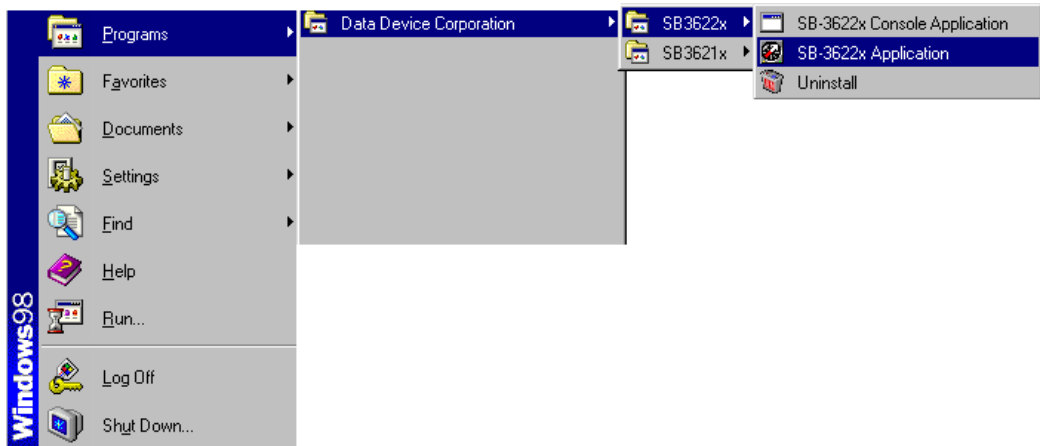 Programs
Favorites
Documents
Settings
Find
Help
Run...
Log Off
Shut Down...
Windows98
Data Device Corporation
SB3622x
SB3621x
SB-3622x Console Application
SB-3622x Application
Uninstall